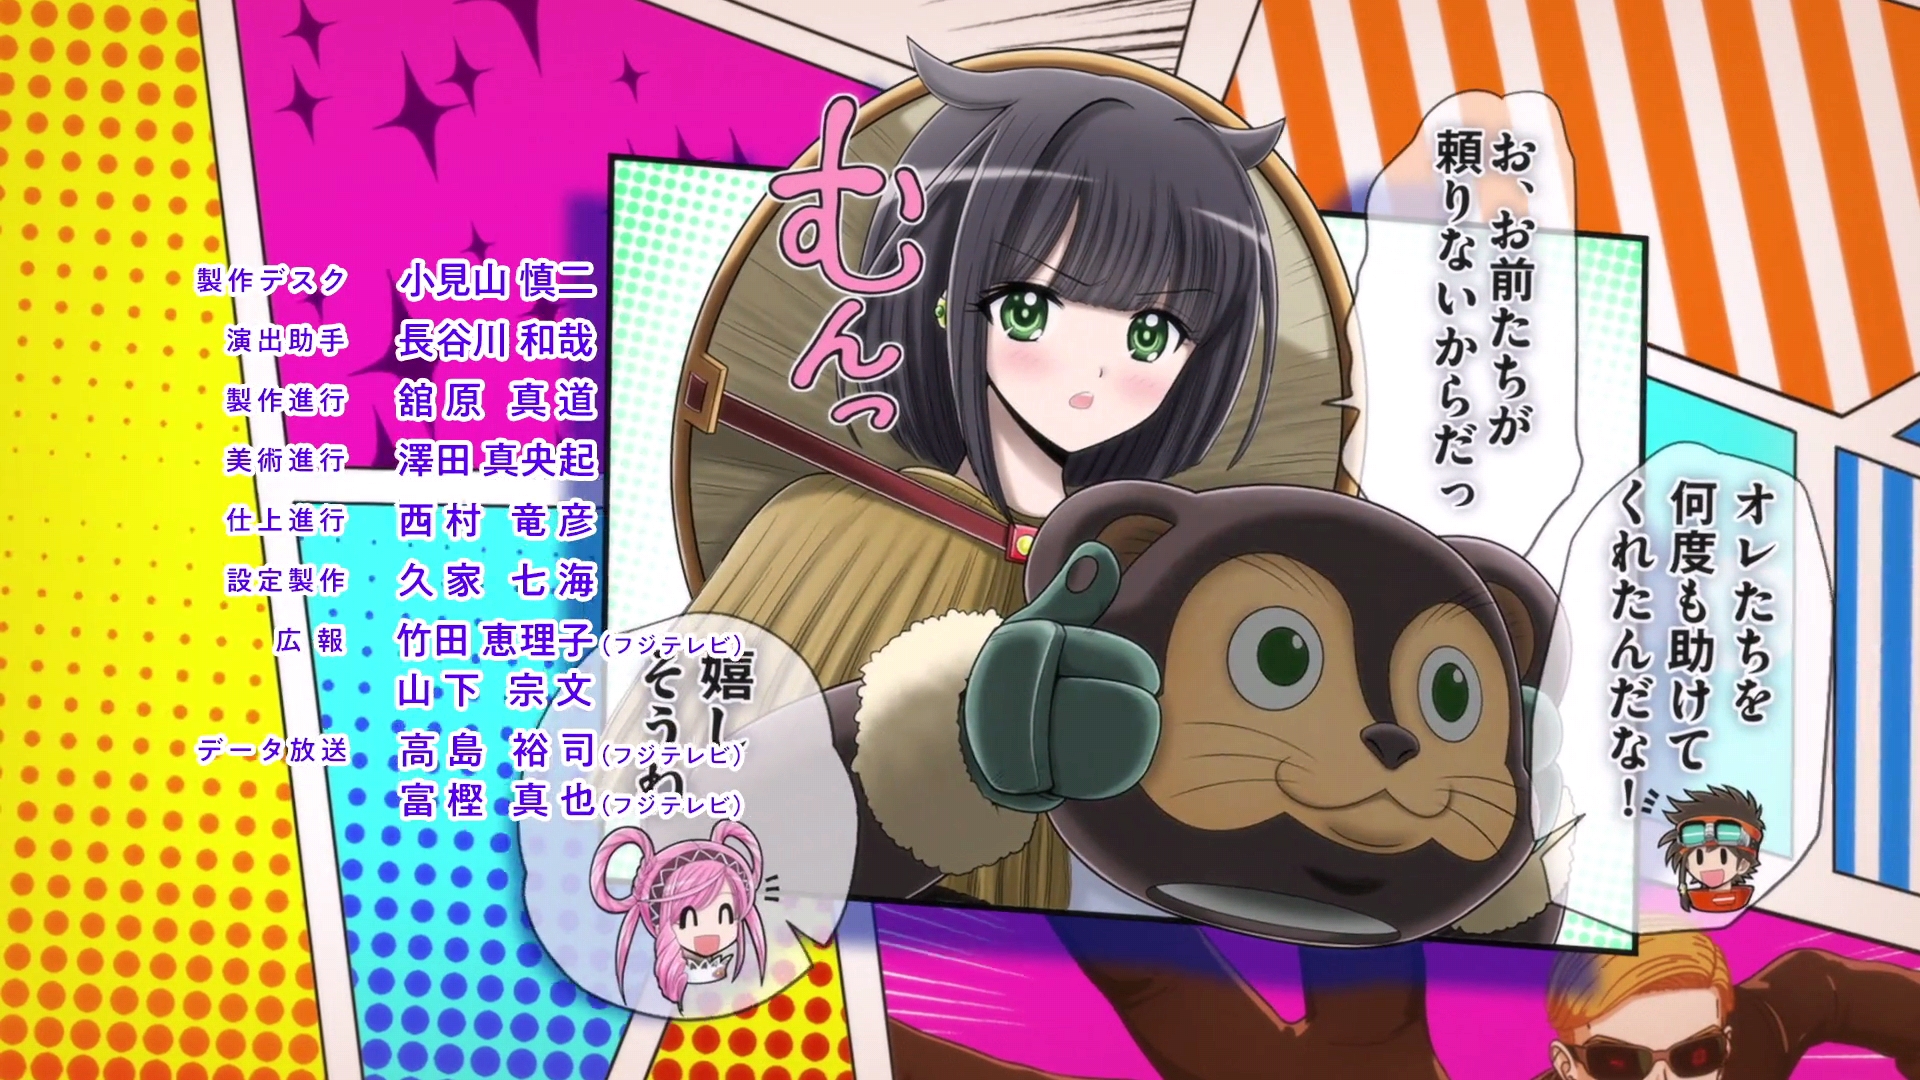 製作デスク 小見山 慎二
演出助手 長谷川 和哉
製作進行 舘原 真道
美術進行 澤田 真央起
仕上進行 西村 竜彦
設定製作 久家 七海
広報 竹田 恵理子(フジテレビ)
山下 宗文
データ放送 高島 裕司(フジテレビ)
富樫 真也(フジテレビ)
お、お前たちが
頼りないからだっ
むんっ
オレたちを
何度も助けて
くれたんだな!
嬉し
そうね